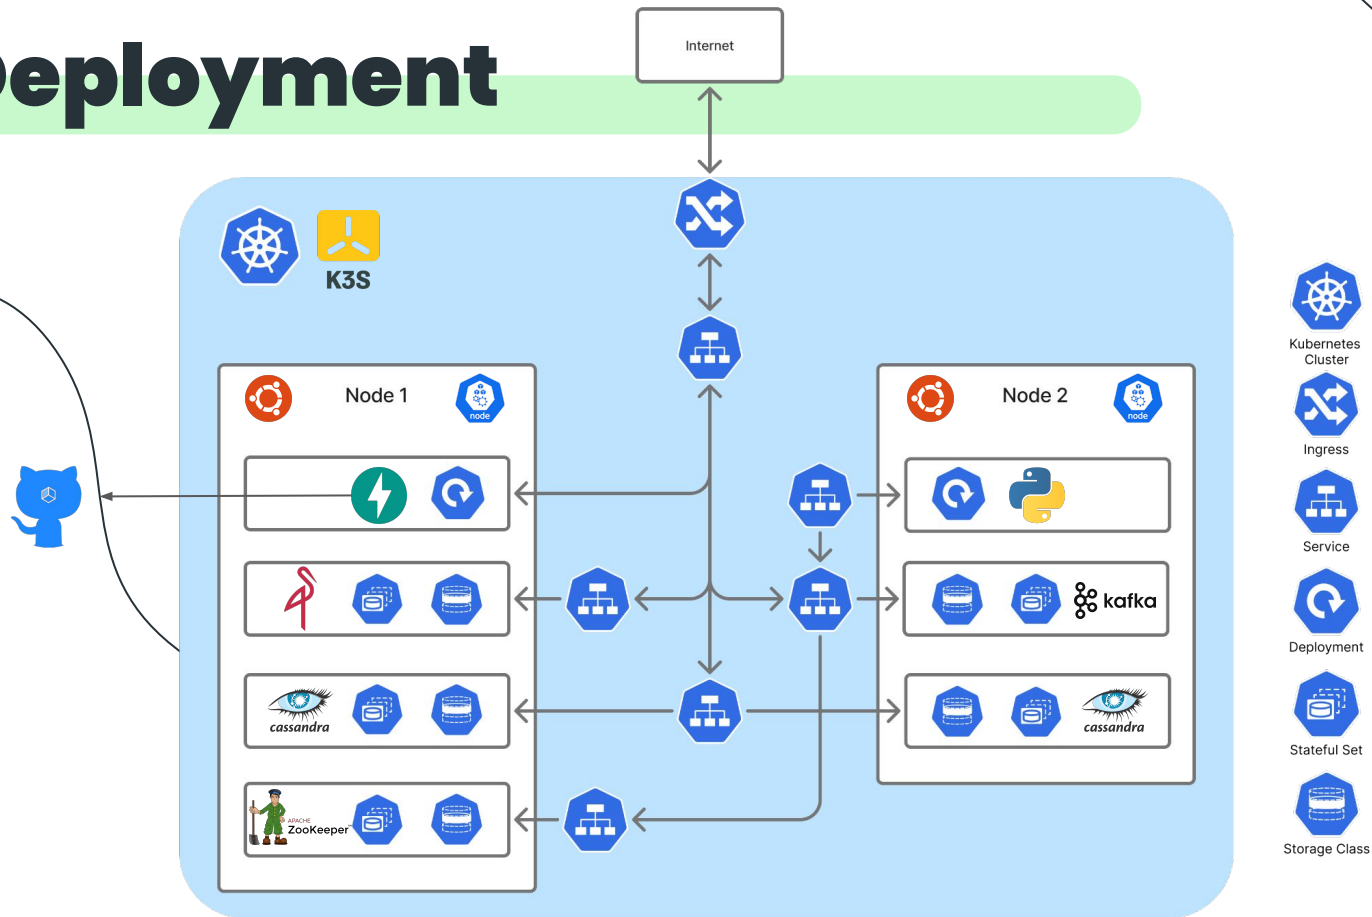 Deployment
Internet
K3S
Node 1
node
Node 2
node
kafka
cassandra
cassandra
APACHE
ZooKeeper
Kubernetes
Cluster
Ingress
Service
Deployment
Stateful Set
Storage Class